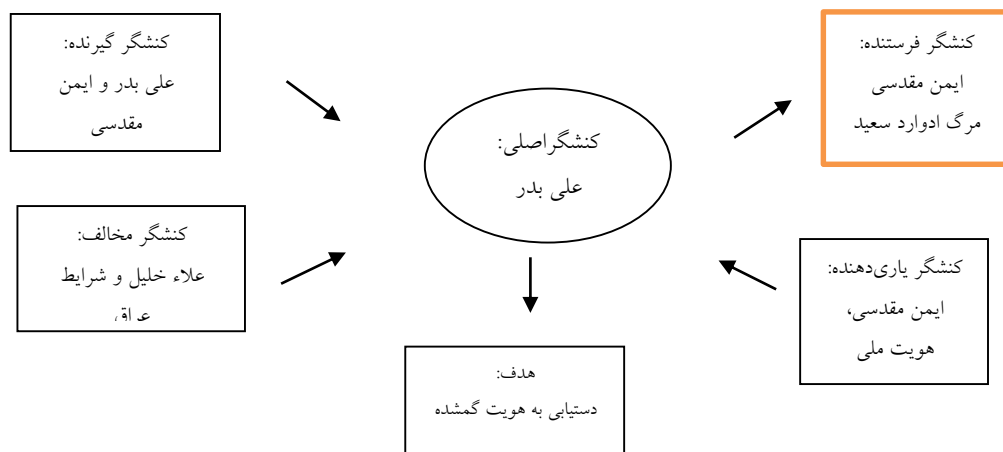 کنشگر فرستنده:
ایمن مقدسی
مرگ ادوارد سعید
کنشگر گیرنده:
علی بدر و ایمن
مقدسی
کنشگراصلی:
علی بدر
کنشگر یاری‌دهنده:
ایمن مقدسی،
هویت ملی
کنشگر مخالف:
علاء خلیل و شرایط
عراق
هدف:
دستیابی به هویت گمشده